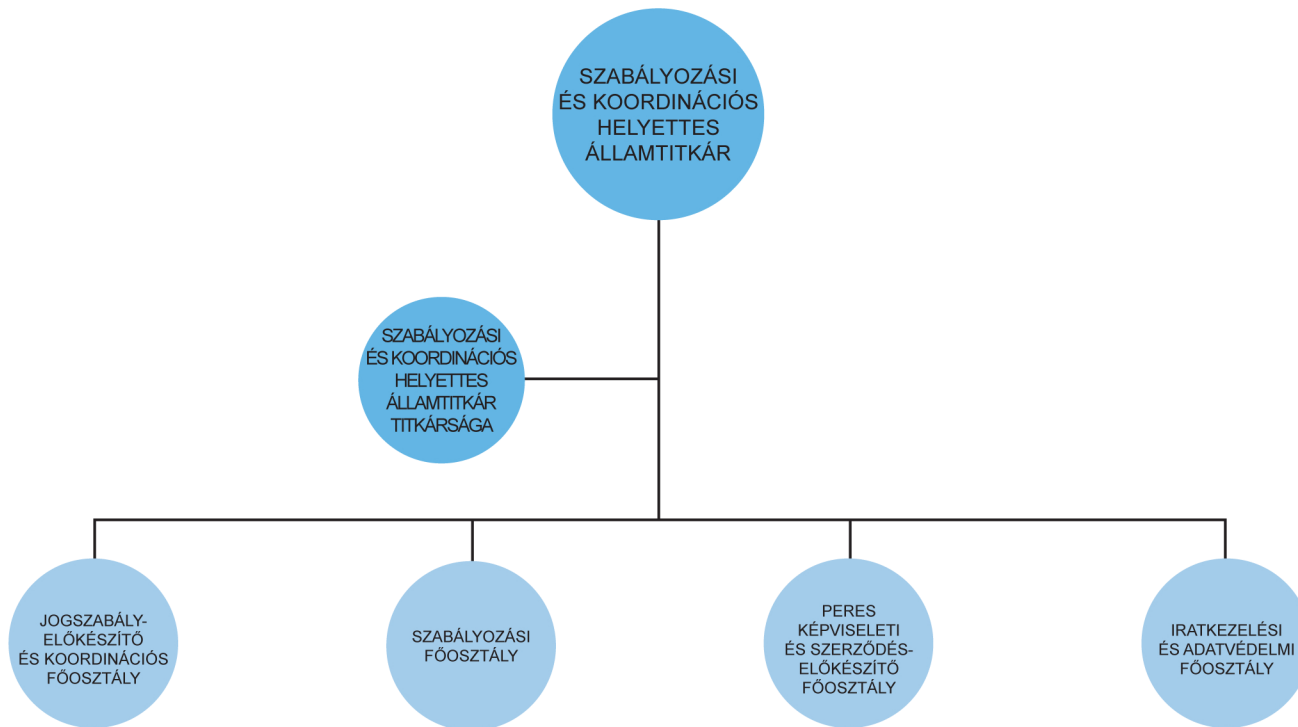 SZABÁLYOZÁSI
ÉS KOORDINÁCIÓS
HELYETTES
ÁLLAMTITKÁR
SZABÁLYOZÁSI
ÉS KOORDINÁCIÓS
HELYETTES
ÁLLAMTITKÁR
TITKÁRSÁGA
JOGSZABÁLY-
ELŐKÉSZÍTŐ
ÉS KOORDINÁCIÓS
FŐOSZTÁLY
SZABÁLYOZÁSI
FŐOSZTÁLY
PERES
KÉPVISELETI
ÉS SZERZŐDÉS-
ELŐKÉSZÍTŐ
FŐOSZTÁLY
IRATKEZELÉSI
ÉS ADATVÉDELMI
FŐOSZTÁLY